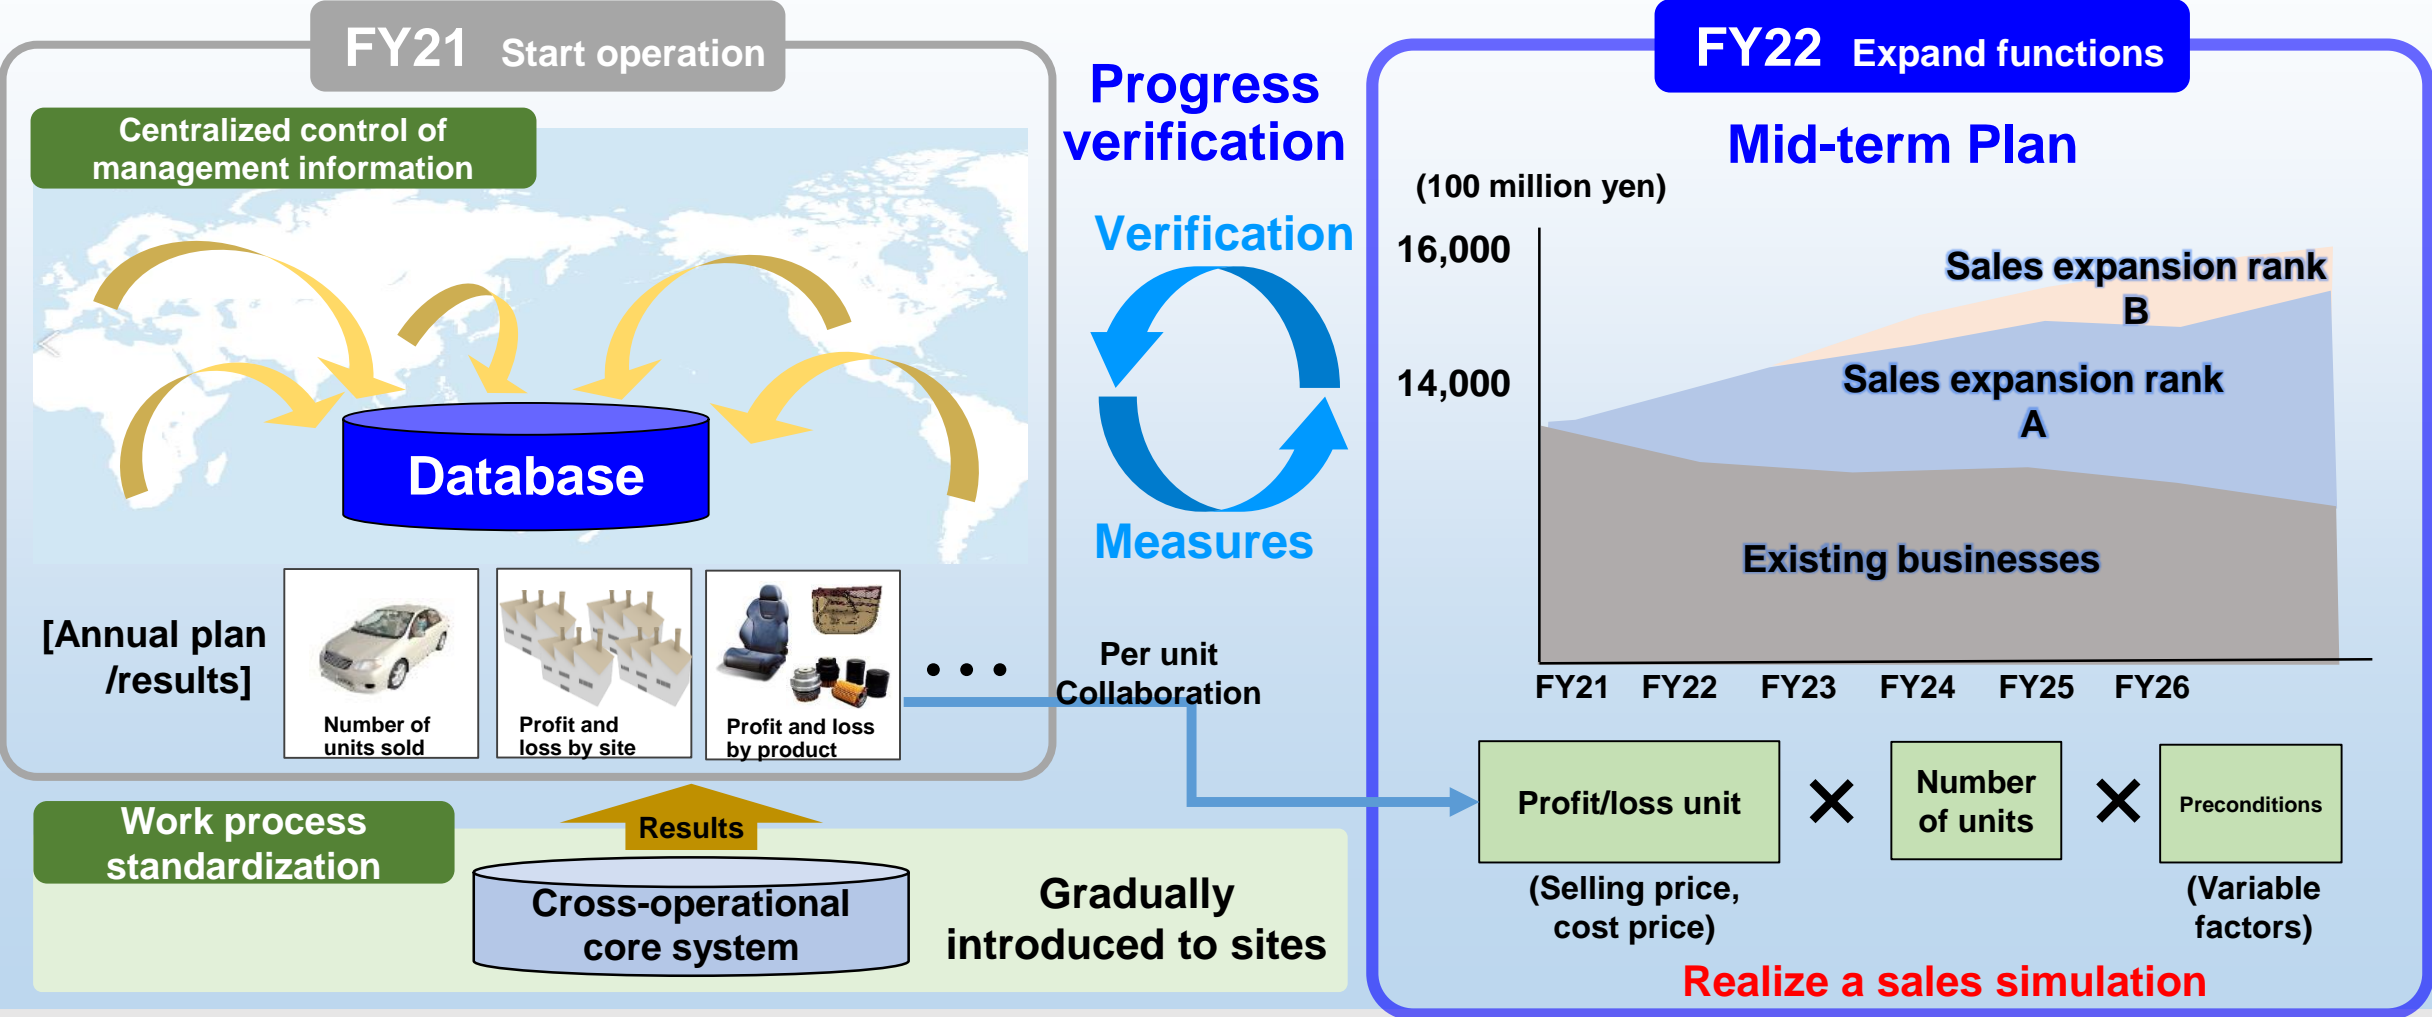 FY21 Start operation
Centralized control of
management information
Database
[Annual plan
/results]
Number of
units sold
Profit and
loss by site
Profit and loss
by product
• • •
Work process
standardization
Results
Cross-operational
core system
Gradually
introduced to sites
Progress
verification
Verification
Measures
Per unit
Collaboration
FY22 Expand functions
Mid-term Plan
(100 million yen)
16,000
14,000
Sales expansion rank
B
Sales expansion rank
A
Existing businesses
FY21 FY22 FY23 FY24 FY25 FY26
Profit/loss unit × Number
of units × Preconditions
(Selling price,
cost price)
(Variable
factors)
Realize a sales simulation